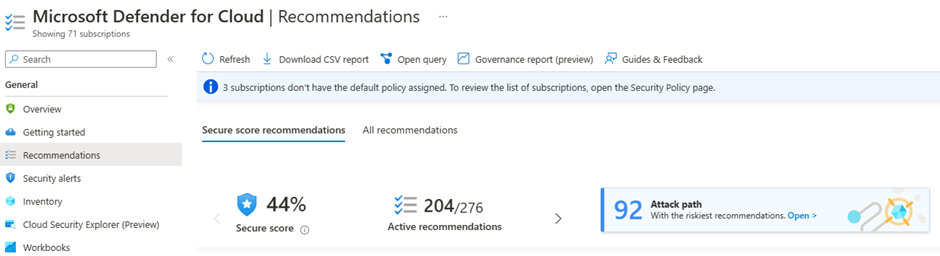 Microsoft Defender for Cloud | Recommendations ...
Showing 71 subscriptions
Search
«
Refresh Download CSV report Open query Governance report (preview) Guides & Feedback
3 subscriptions don't have the default policy assigned. To review the list of subscriptions, open the Security Policy page.
General
Overview
Getting started
Recommendations
Security alerts
Inventory
Cloud Security Explorer (Preview)
Workbooks
Secure score recommendations All recommendations
44%
Secure score
204/276
Active recommendations
92
Attack path
With the riskiest recommendations. Open >